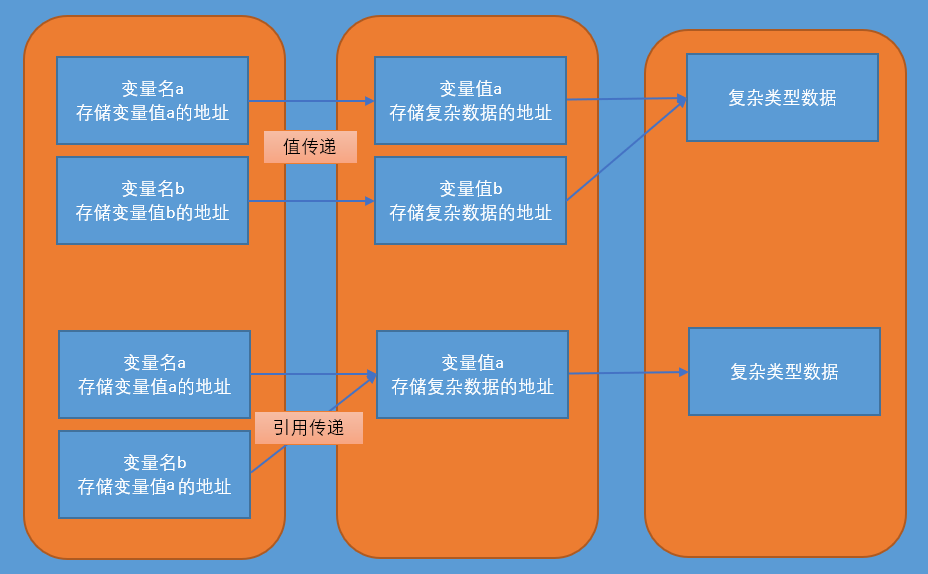 变量名a
存储变量值a的地址
变量值a
存储复杂数据的地址
复杂类型数据
值传递
变量名b
存储变量值b的地址
变量值b
存储复杂数据的地址
变量名a
存储变量值a的地址
变量值a
存储复杂数据的地址
复杂类型数据
引用传递
变量名b
存储变量值a的地址